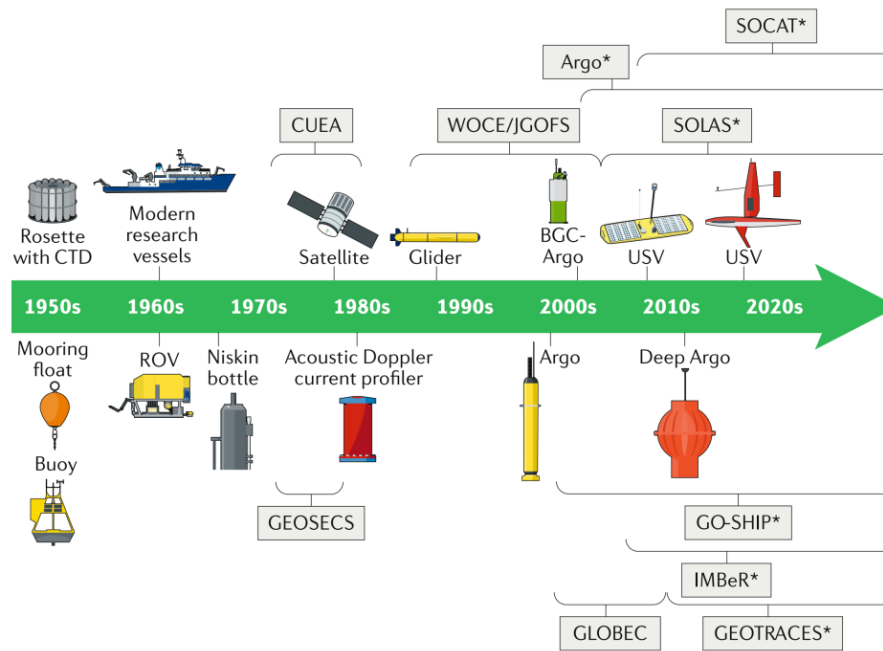 SOCAT*
Argo*
CUEA
WOCE/JGOFS
SOLAS*
Rosette
with CTD
Modern
research
vessels
Satellite
Glider
BGC-
Argo
USV
USV
1950s
1960s
1970s
1980s
1990s
2000s
2010s
2020s
Mooring
float
Buoy
ROV
Niskin
bottle
Acoustic Doppler
current profiler
Argo
Deep Argo
GEOSECS
GO-SHIP*
IMBeR*
GLOBEC
GEOTRACES*